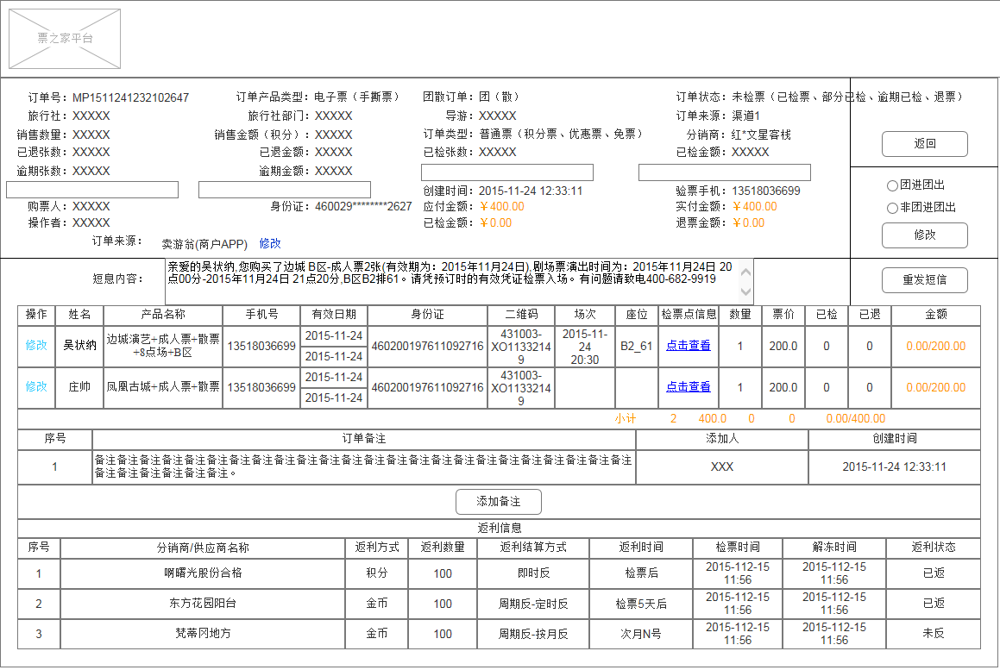 票之家平台
订单号：MP1511241232102647 订单产品类型：电子票（手撕票） 团散订单：团（散） 订单状态：未检票（已检票、部分已检、逾期已检、退票）
旅行社：XXXXX 旅行社部门：XXXXX 导游：XXXXX 订单来源：渠道1
销售数量：XXXXX 销售金额（积分）：XXXXX 订单类型：普通票（积分票、优惠票、免票） 分销商：红*文星客栈
返回
已退张数：XXXXX 已退金额：XXXXX 已检张数：XXXXX 已检金额：XXXXX
逾期张数：XXXXX 逾期金额：XXXXX
创建时间：2015-11-24 12:33:11 验票手机：13518036699
团进团出
购票人：XXXXX 身份证：460029********2627 应付金额：￥400.00 实付金额：￥400.00
非团进团出
操作者：XXXXX 已检金额：￥0.00 退票金额：￥0.00
订单来源： 卖游翁(商户APP) 修改
修改
短息内容： 亲爱的吴状纳,您购买了边城 B区-成人票2张(有效期为：2015年11月24日),剧场票演出时间为：2015年11月24日 20
点00分-2015年11月24日 21点20分,B区B2排61。请凭预订时的有效凭证检票入场。有问题请致电400-682-9919
重发短信
操作 姓名 产品名称 手机号 有效日期 身份证 二维码 场次 座位 检票点信息 数量 票价 已检 已退 金额
修改 吴状纳 边城演艺+成人票+散票
+8点场+B区 13518036699 2015-11-24
2015-11-24 460200197611092716 431003-
XO1133214
9 2015-11-
24
20:30 B2_61 点击查看 1 200.0 0 0 0.00/200.00
修改 庄帅 凤凰古城+成人票+散票 13518036699 2015-11-24
2015-11-24 460200197611092716 431003-
XO1133214
9 点击查看 1 200.0 0 0 0.00/200.00
小计 2 400.0 0 0 0.00/400.00
序号 订单备注 添加人 创建时间
1 备注备注备注备注备注备注备注备注备注备注备注备注备注备注备注备注备注备注备注备注备注备注备注备注
备注备注备注备注备注备注。 XXX 2015-11-24 12:33:11
添加备注
返利信息
序号 分销商/供应商名称 返利方式 返利数量 返利结算方式 返利时间 检票时间 解冻时间 返利状态
1 啊曙光股份合格 积分 100 即时反 检票后 2015-112-15
11:56 2015-112-15
11:56 已返
2 东方花园阳台 金币 100 周期反-定时反 检票5天后 2015-112-15
11:56 2015-112-15
11:56 已返
3 梵蒂冈地方 金币 100 周期反-按月反 次月N号 2015-112-15
11:56 2015-112-15
11:56 未反